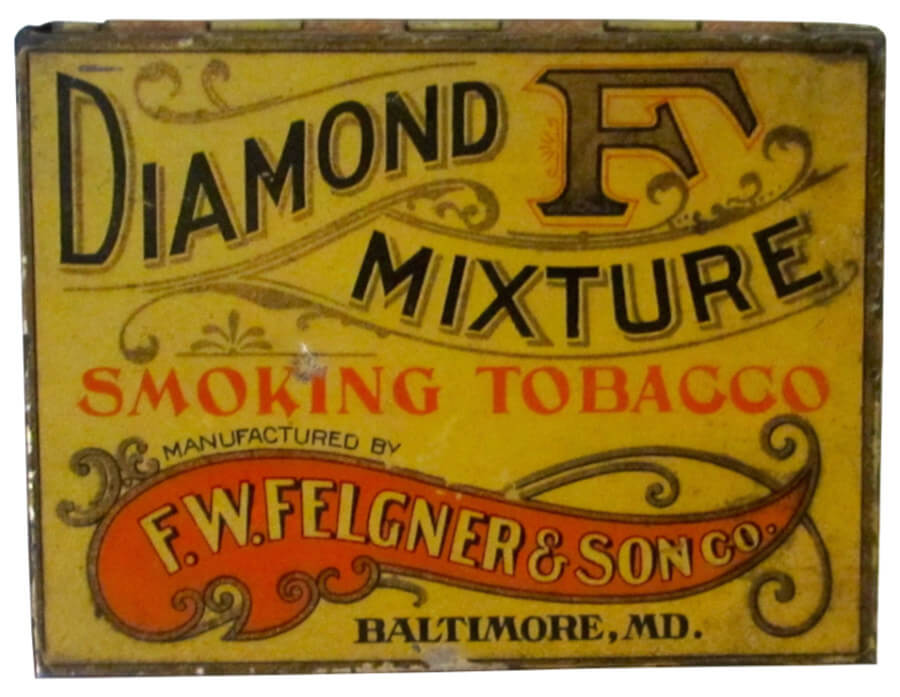 DIAMOND F
MIXTURE
SMOKING TOBACCO
MANUFACTURED BY
F. W. FELGNER & SON CO.
BALTIMORE, MD.